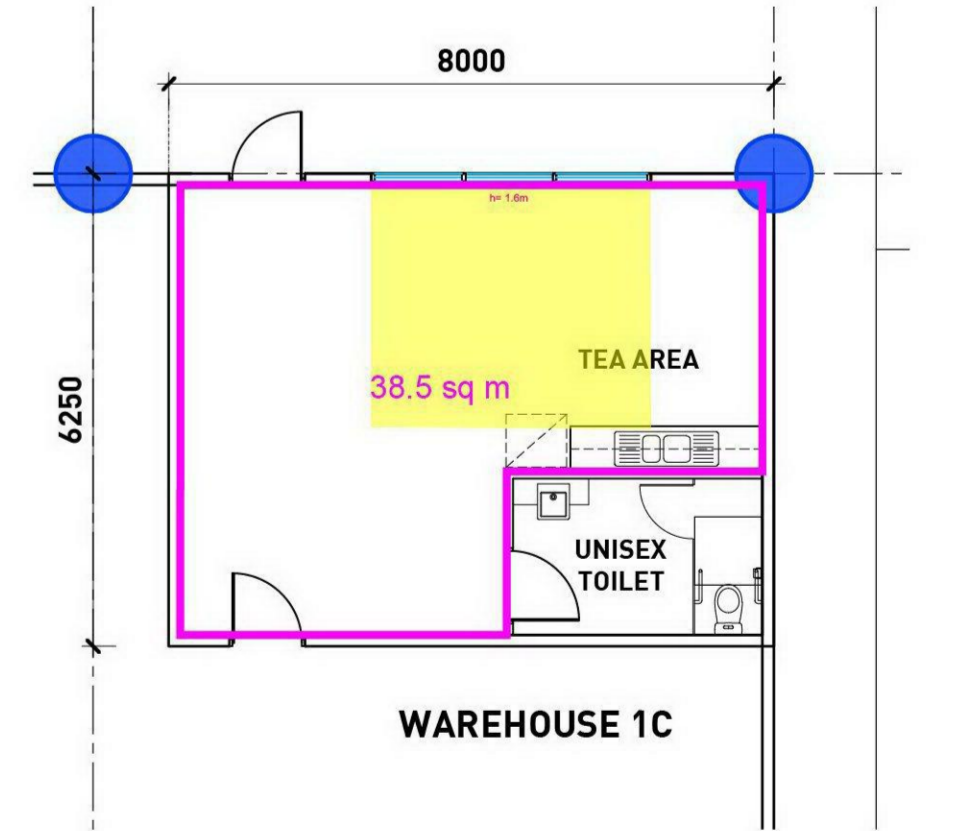 8000
h= 1.6m
TEA AREA
38.5 sq m
6250
UNISEX
TOILET
WAREHOUSE 1C